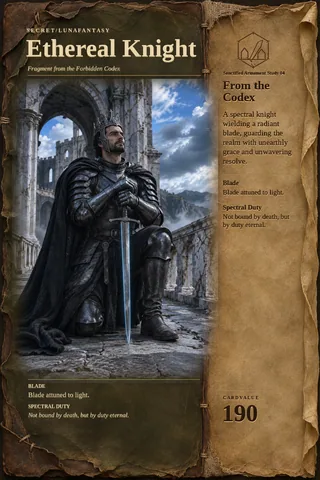 SECRET/LUNAFANTASY
Ethereal Knight
Fragment from the Forbidden Codex
BLADE
Blade attuned to light.
SPECTRAL DUTY
Not bound by death, but by duty eternal.
Armament Study 04
From the
Codex
A spectral knight
wielding a radiant
blade, guarding the
realm with unearthly
grace and unwavering
resolve.
Blade
Blade attuned to light.
Spectral Duty
Not bound by death, but
by duty eternal.
CARDVALUE
190